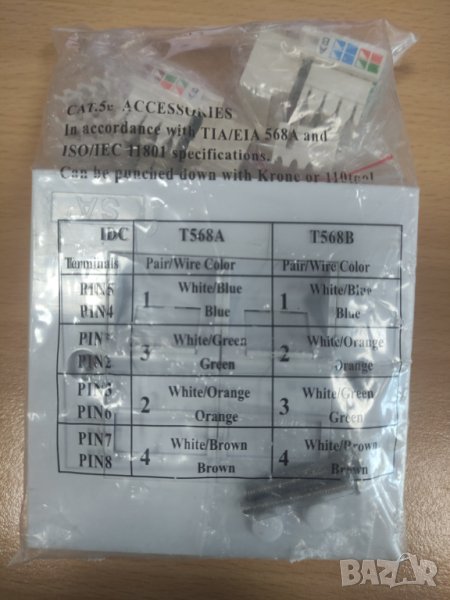 CAT.5e ACCESSORIES
In accordance with TIA/EIA 568A and
ISO/IEC 11801 specifications.
Can be punched down with Krone or 110tool
IDC T568A T568B
Terminals Pair/Wire Color Pair/Wire Color
PIN5 1 White/Blue 1 White/Blue
PIN4 Blue Blue
3 White/Green 2 White/Orange
PIN2 Green Orange
PIN3 2 White/Orange 3 White/Green
PIN6 Orange Green
PIN7 4 White/Brown 4 White/Brown
PIN8 Brown Brown
BAZAR